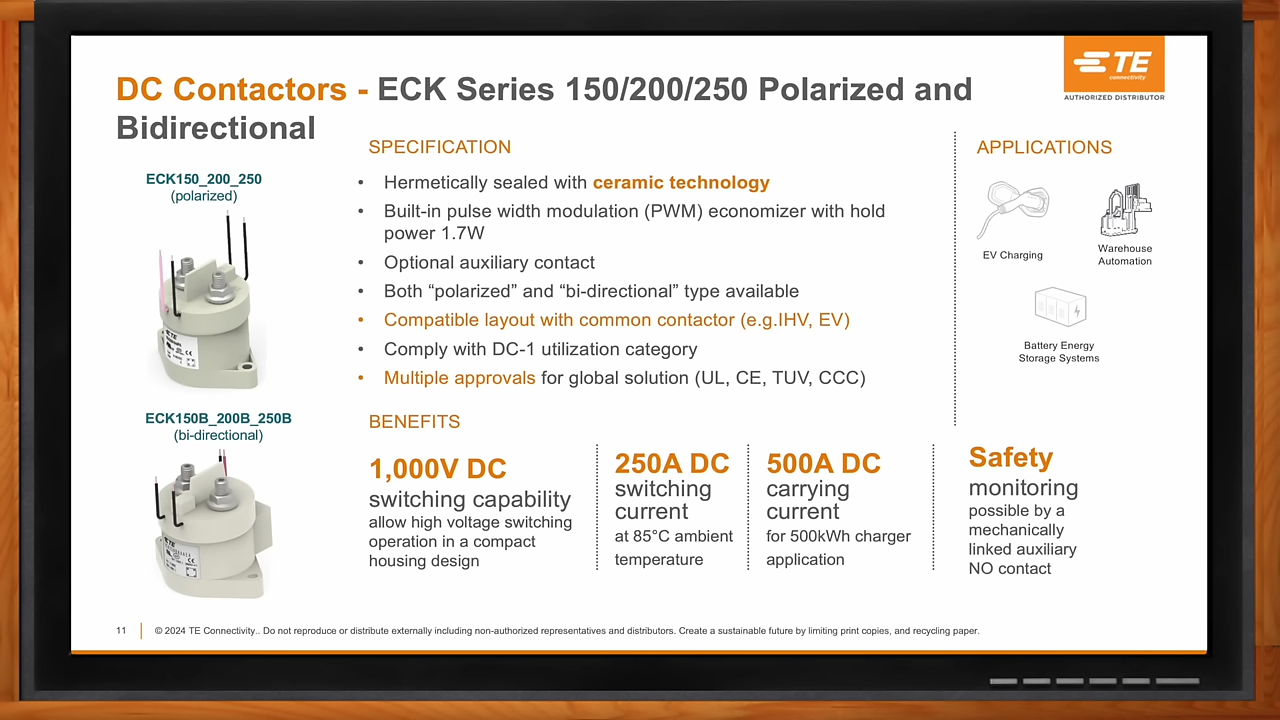 DC Contactors - ECK Series 150/200/250 Polarized and
Bidirectional
TE
connectivity
AUTHORIZED DISTRIBUTOR
ECK150_200_250
(polarized)
TE
ECK150B_200B_250B
(bi-directional)
TE
SPECIFICATION
• Hermetically sealed with ceramic technology
• Built-in pulse width modulation (PWM) economizer with hold
power 1.7W
• Optional auxiliary contact
• Both “polarized” and “bi-directional” type available
• Compatible layout with common contactor (e.g.IHV, EV)
• Comply with DC-1 utilization category
• Multiple approvals for global solution (UL, CE, TUV, CCC)
APPLICATIONS
EV Charging
Warehouse
Automation
Battery Energy
Storage Systems
BENEFITS
1,000V DC
switching capability
allow high voltage switching
operation in a compact
housing design
250A DC
switching
current
at 85°C ambient
temperature
500A DC
carrying
current
for 500kWh charger
application
Safety
monitoring
possible by a
mechanically
linked auxiliary
NO contact
11
© 2024 TE Connectivity.. Do not reproduce or distribute externally including non-authorized representatives and distributors. Create a sustainable future by limiting print copies, and recycling paper.